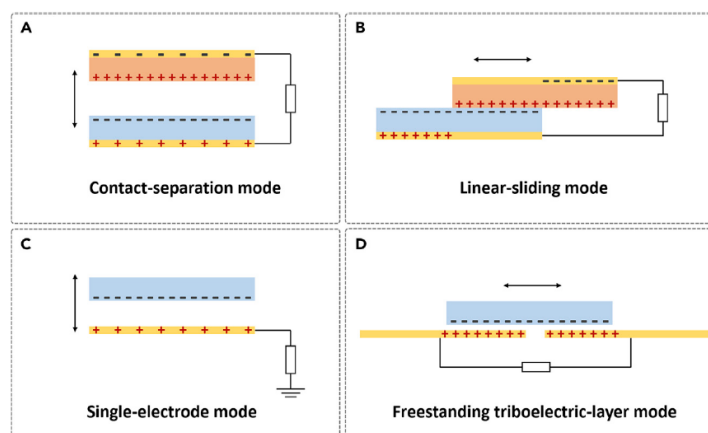 A
Contact-separation mode
B
Linear-sliding mode
C
Single-electrode mode
D
Freestanding triboelectric-layer mode